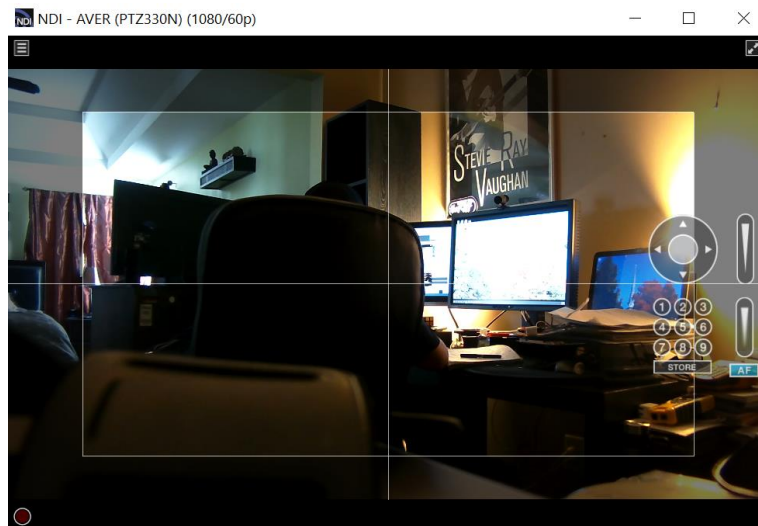 NDI
NDI - AVER (PTZ330N) (1080/60p)
STEVIE RAY
VAUGHAN
1 2 3
4 5 6
7 8 9
STORE
AF